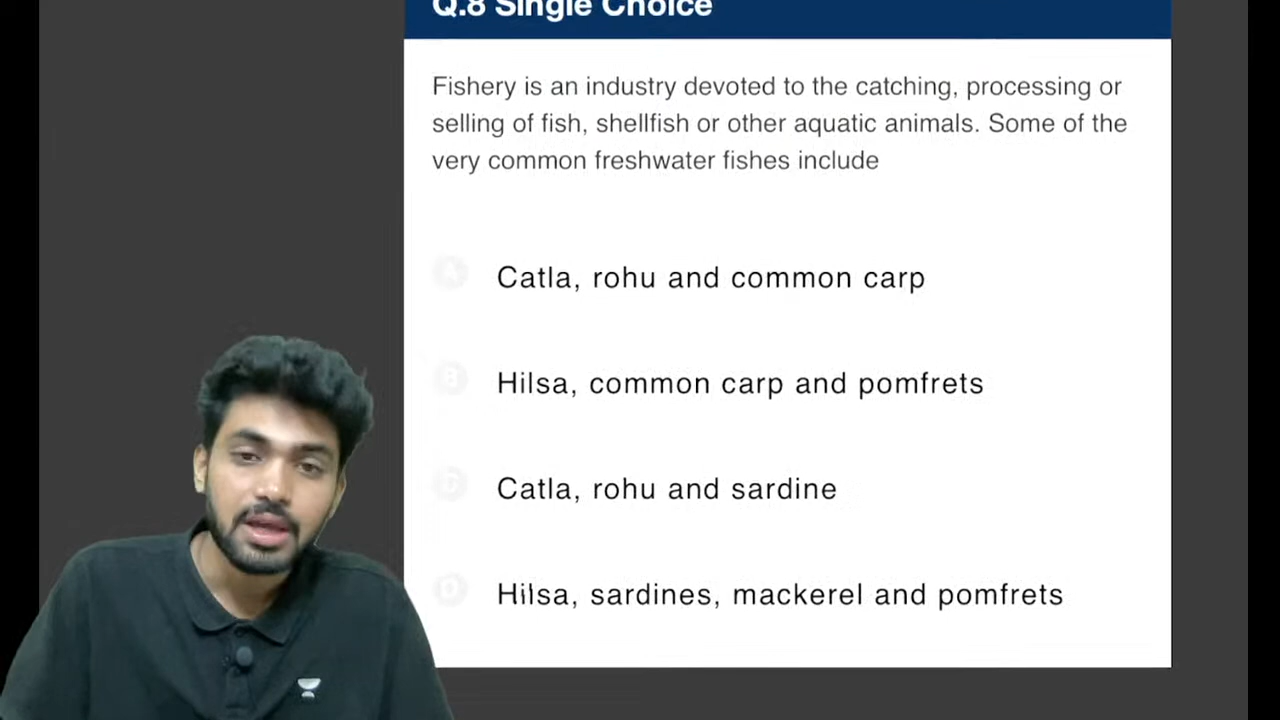 Q.8 Single Choice
Fishery is an industry devoted to the catching, processing or
selling of fish, shellfish or other aquatic animals. Some of the
very common freshwater fishes include
A Catla, rohu and common carp
B Hilsa, common carp and pomfrets
Catla, rohu and sardine
D Hilsa, sardines, mackerel and pomfrets